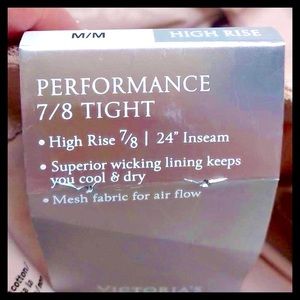 M/M HIGH RISE
PERFORMANCE
7/8 TIGHT
• High Rise 7/8 | 24" Inseam
• Superior wicking lining keeps
you cool & dry
• Mesh fabric for air flow
VICTORIA'S
cotton/